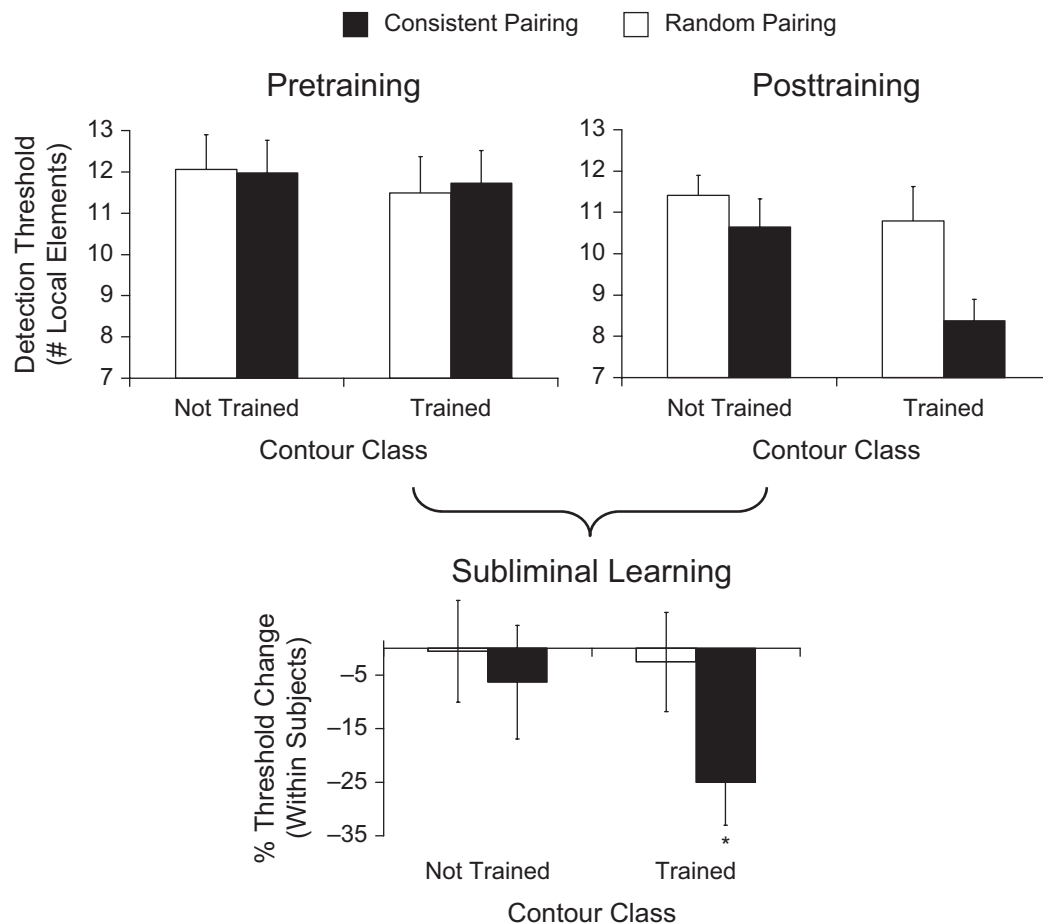 Consistent Pairing Random Pairing
Pretraining
Posttraining
Detection Threshold
(# Local Elements)
13
12
11
10
9
8
7
Not Trained Trained
Contour Class
13
12
11
10
9
8
7
Not Trained Trained
Contour Class
Subliminal Learning
% Threshold Change
(Within Subjects)
–5
–15
–25
–35
*
Not Trained Trained
Contour Class